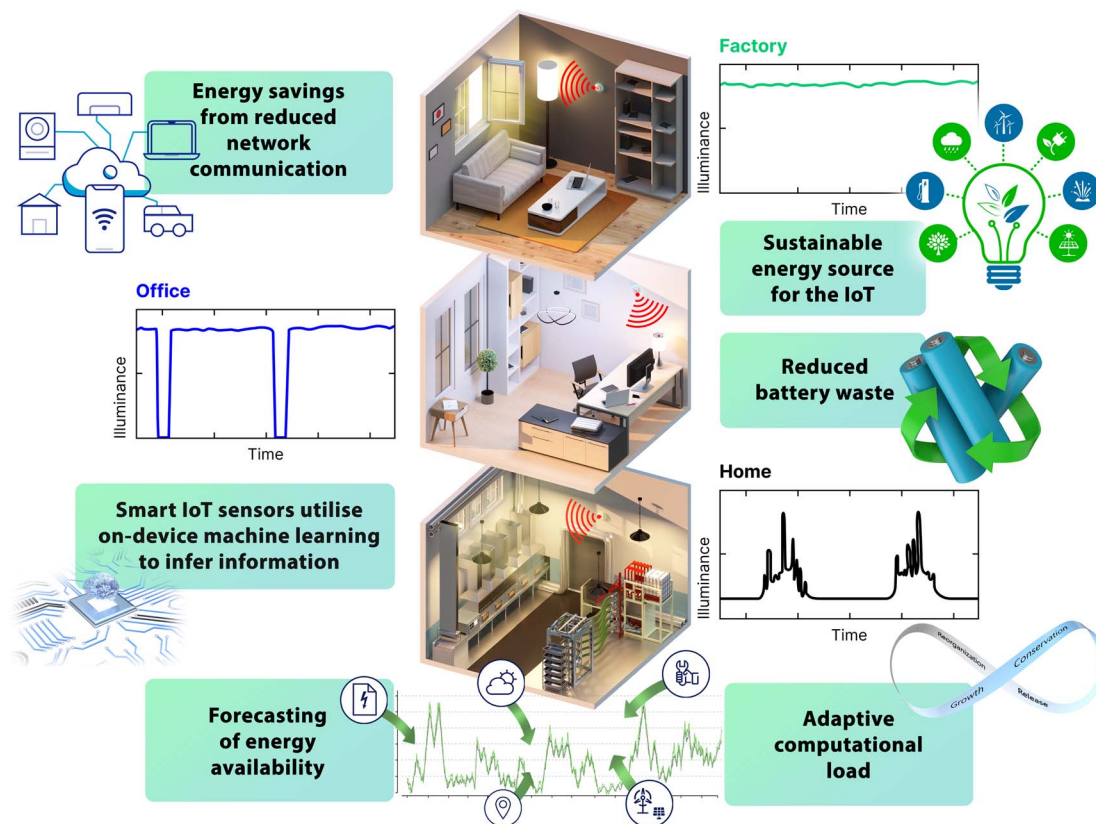 Energy savings
from reduced
network
communication
Factory
Illuminance
Time
Sustainable
energy source
for the IoT
Office
Illuminance
Time
Reduced
battery waste
Smart IoT sensors utilise
on-device machine learning
to infer information
Home
Illuminance
Time
Reorganization
Conservation
Growth
Release
Forecasting
of energy
availability
Adaptive
computational
load